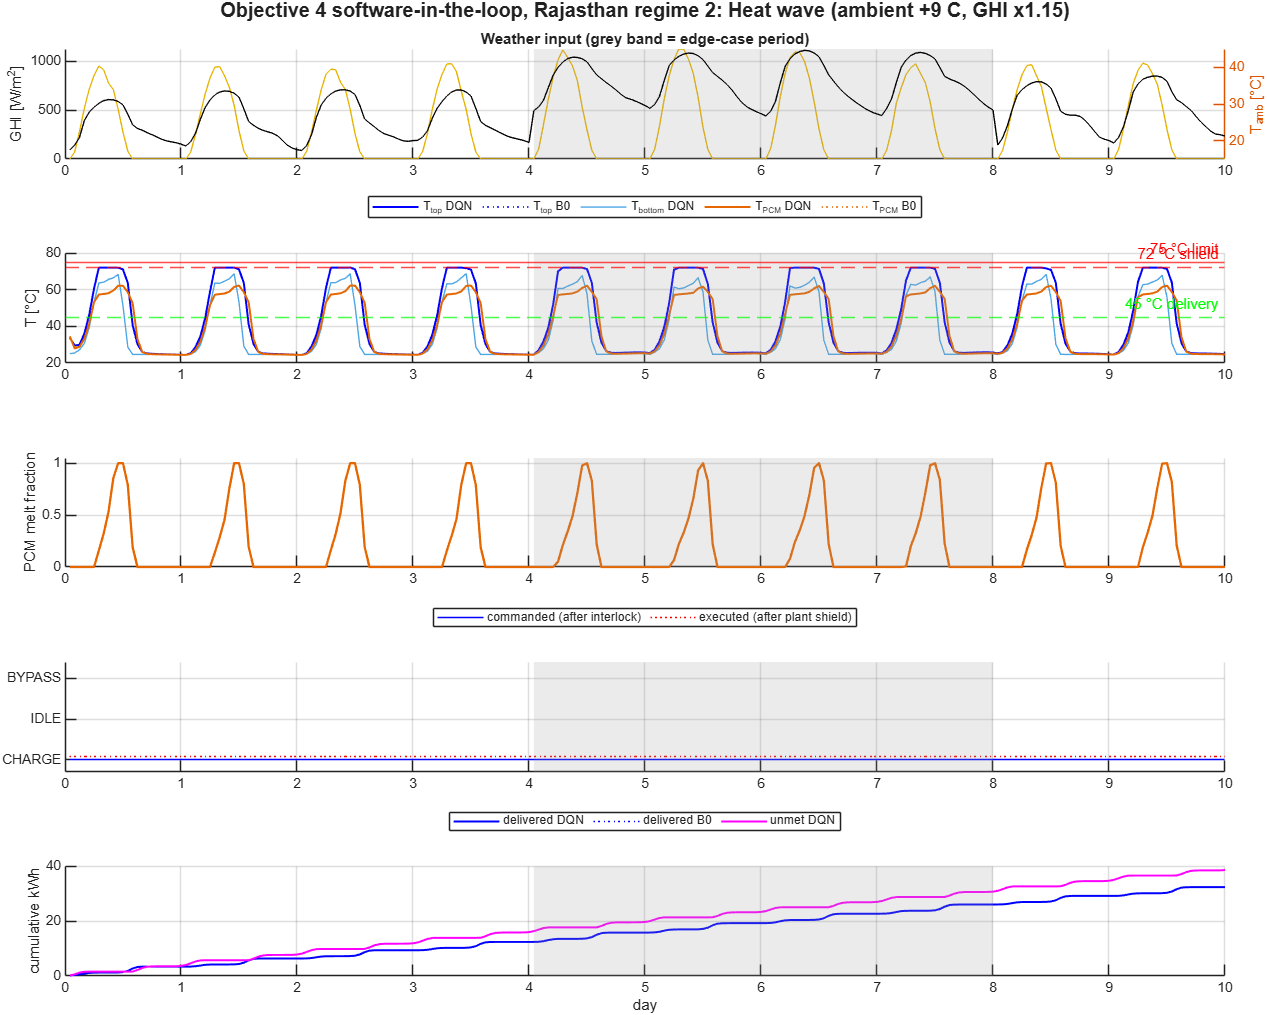 Objective 4 software-in-the-loop, Rajasthan regime 2: Heat wave (ambient +9 C, GHI x1.15)
Weather input (grey band = edge-case period)
GHI [W/m2]
1000
500
0
40
30
20
Tamb [°C]
0 1 2 3 4 5 6 7 8 9 10
Ttop DQN Ttop B0 Tbottom DQN TPCM DQN TPCM B0
T [°C]
80
60
40
20
75 °C limit
72 °C shield
45 °C delivery
0 1 2 3 4 5 6 7 8 9 10
PCM melt fraction
1
0.5
0
0 1 2 3 4 5 6 7 8 9 10
commanded (after interlock) executed (after plant shield)
BYPASS
IDLE
CHARGE
0 1 2 3 4 5 6 7 8 9 10
delivered DQN delivered B0 unmet DQN
cumulative kWh
40
20
0
0 1 2 3 4 5 6 7 8 9 10
day